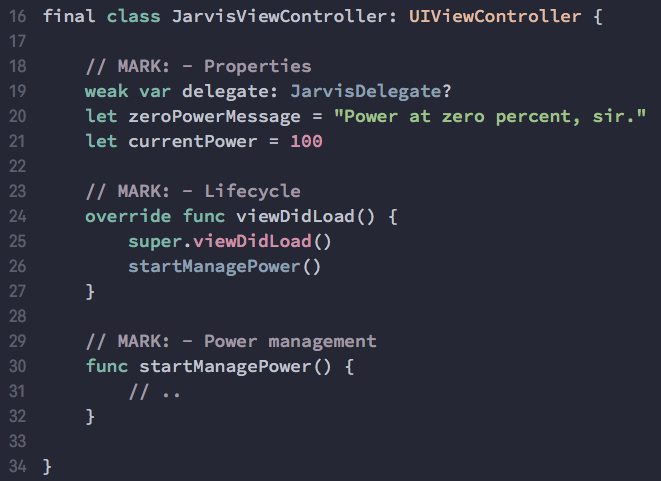 16 final class JarvisViewController: UIViewController {
17
18     // MARK: - Properties
19     weak var delegate: JarvisDelegate?
20     let zeroPowerMessage = "Power at zero percent, sir."
21     let currentPower = 100
22
23     // MARK: - Lifecycle
24     override func viewDidLoad() {
25         super.viewDidLoad()
26         startManagePower()
27     }
28
29     // MARK: - Power management
30     func startManagePower() {
31         // ..
32     }
33
34 }